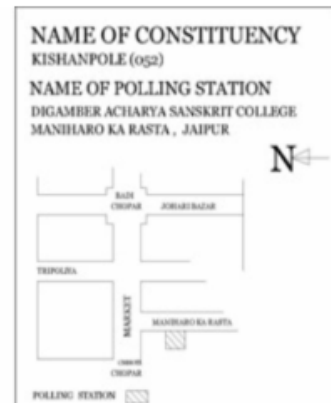 NAME OF CONSTITUENCY
KISHANPOLE (052)
NAME OF POLLING STATION
DIGAMBER ACHARYA SANSKRIT COLLEGE
MANIHARO KA RASTA , JAIPUR
N
BADI
CHOPAR
JOHARI BAZAR
TRIPOLIYA
MARKET
MANIHARO KA RASTA
CHOPAR
POLLING STATION